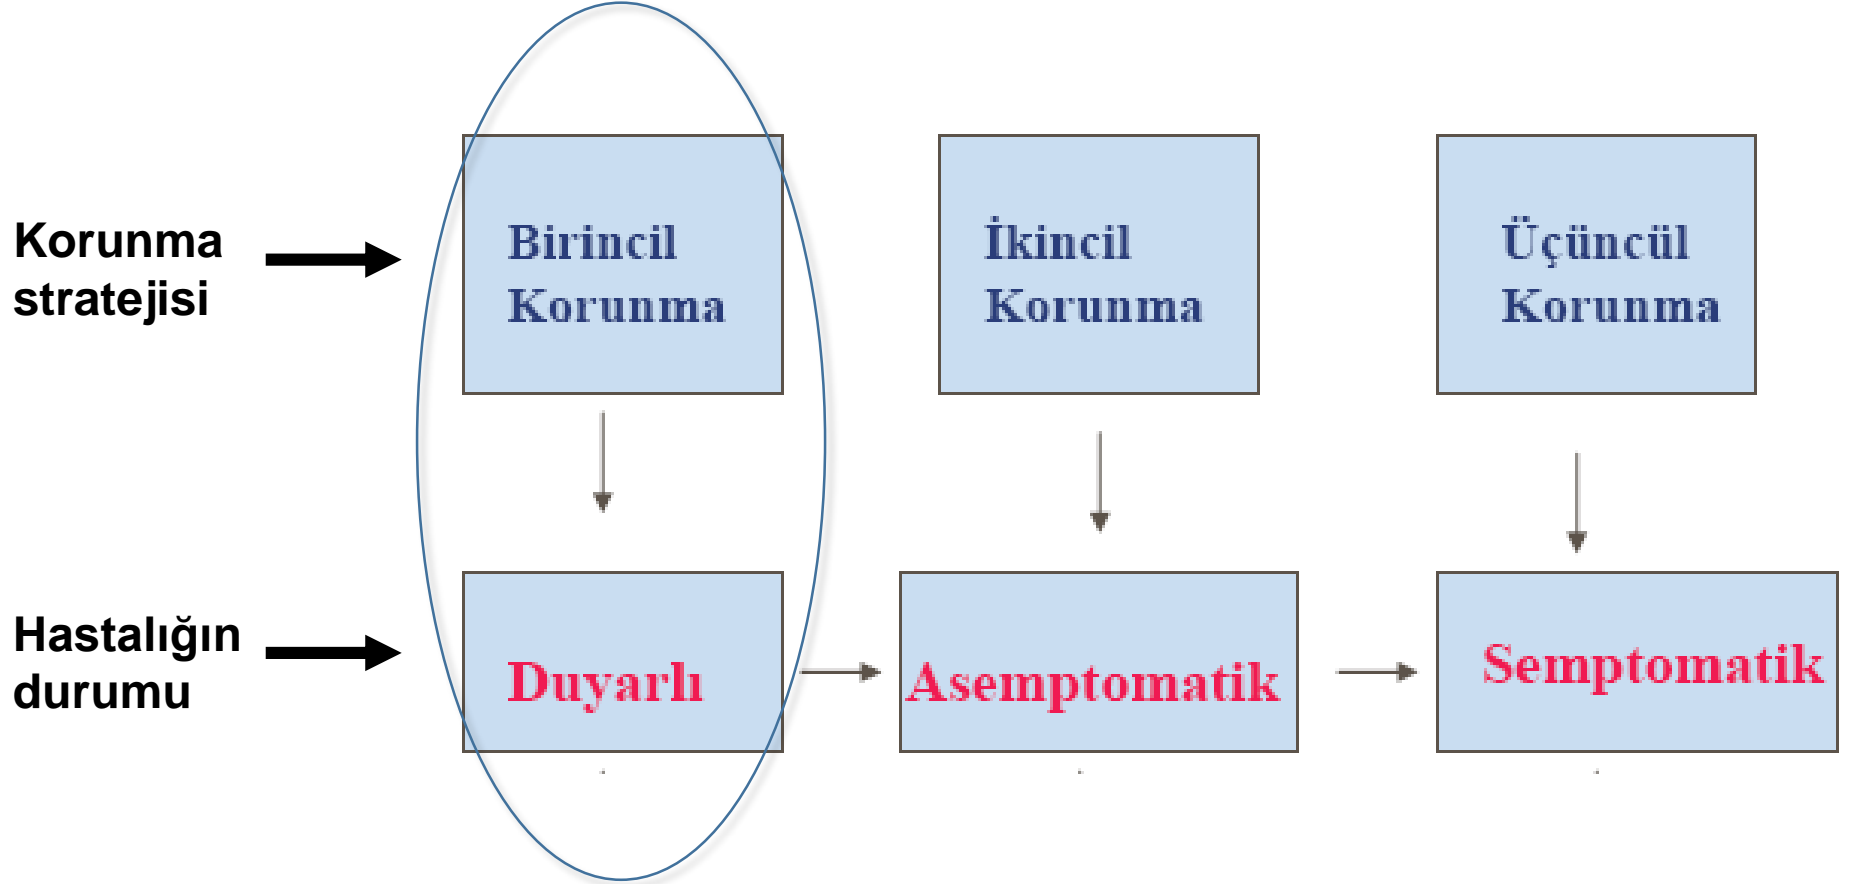 Korunma
stratejisi
Birincil
Korunma
İkincil
Korunma
Üçüncül
Korunma
Hastalığın
durumu
Duyarlı
Asemptomatik
Semptomatik